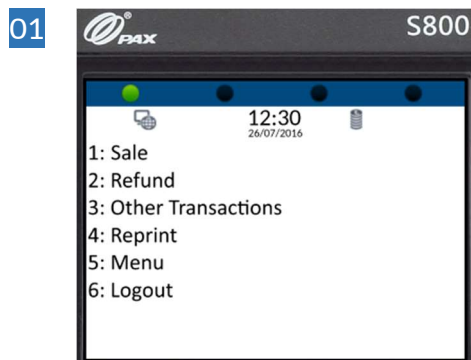 01
PAX
S800
12:30
26/07/2016
1: Sale
2: Refund
3: Other Transactions
4: Reprint
5: Menu
6: Logout